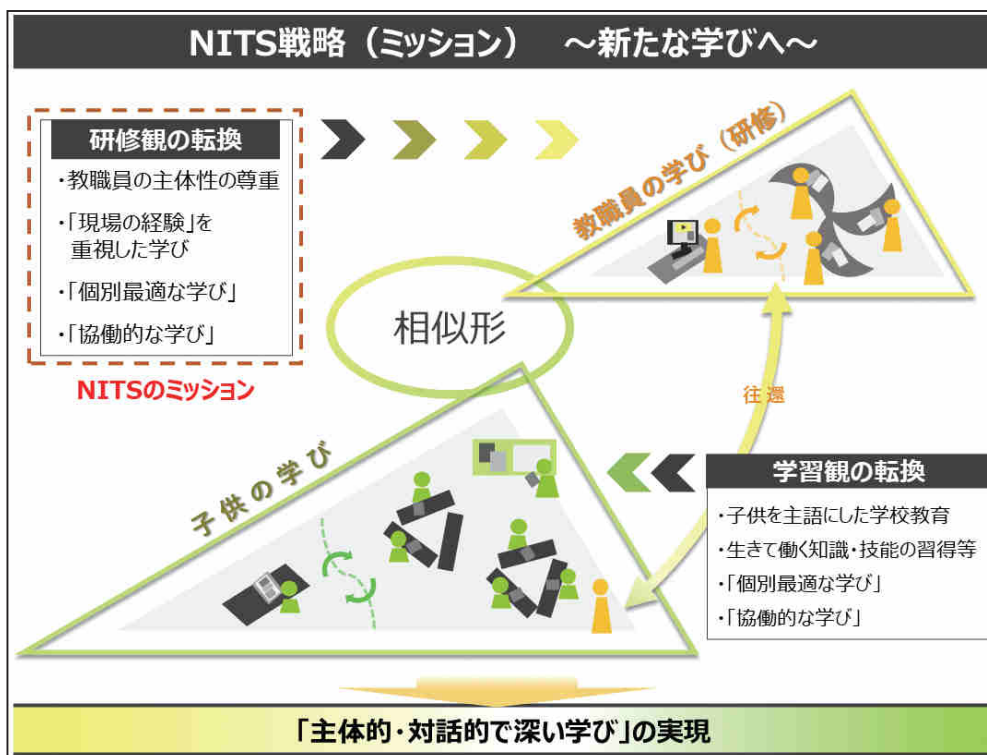 NITS戦略（ミッション）　～新たな学びへ～
研修観の転換
・教職員の主体性の尊重
・「現場の経験」を
重視した学び
・「個別最適な学び」
・「協働的な学び」
NITSのミッション
教職員の学び（研修）
相似形
往還
子供の学び
学習観の転換
・子供を主語にした学校教育
・生きて働く知識・技能の習得等
・「個別最適な学び」
・「協働的な学び」
「主体的・対話的で深い学び」の実現